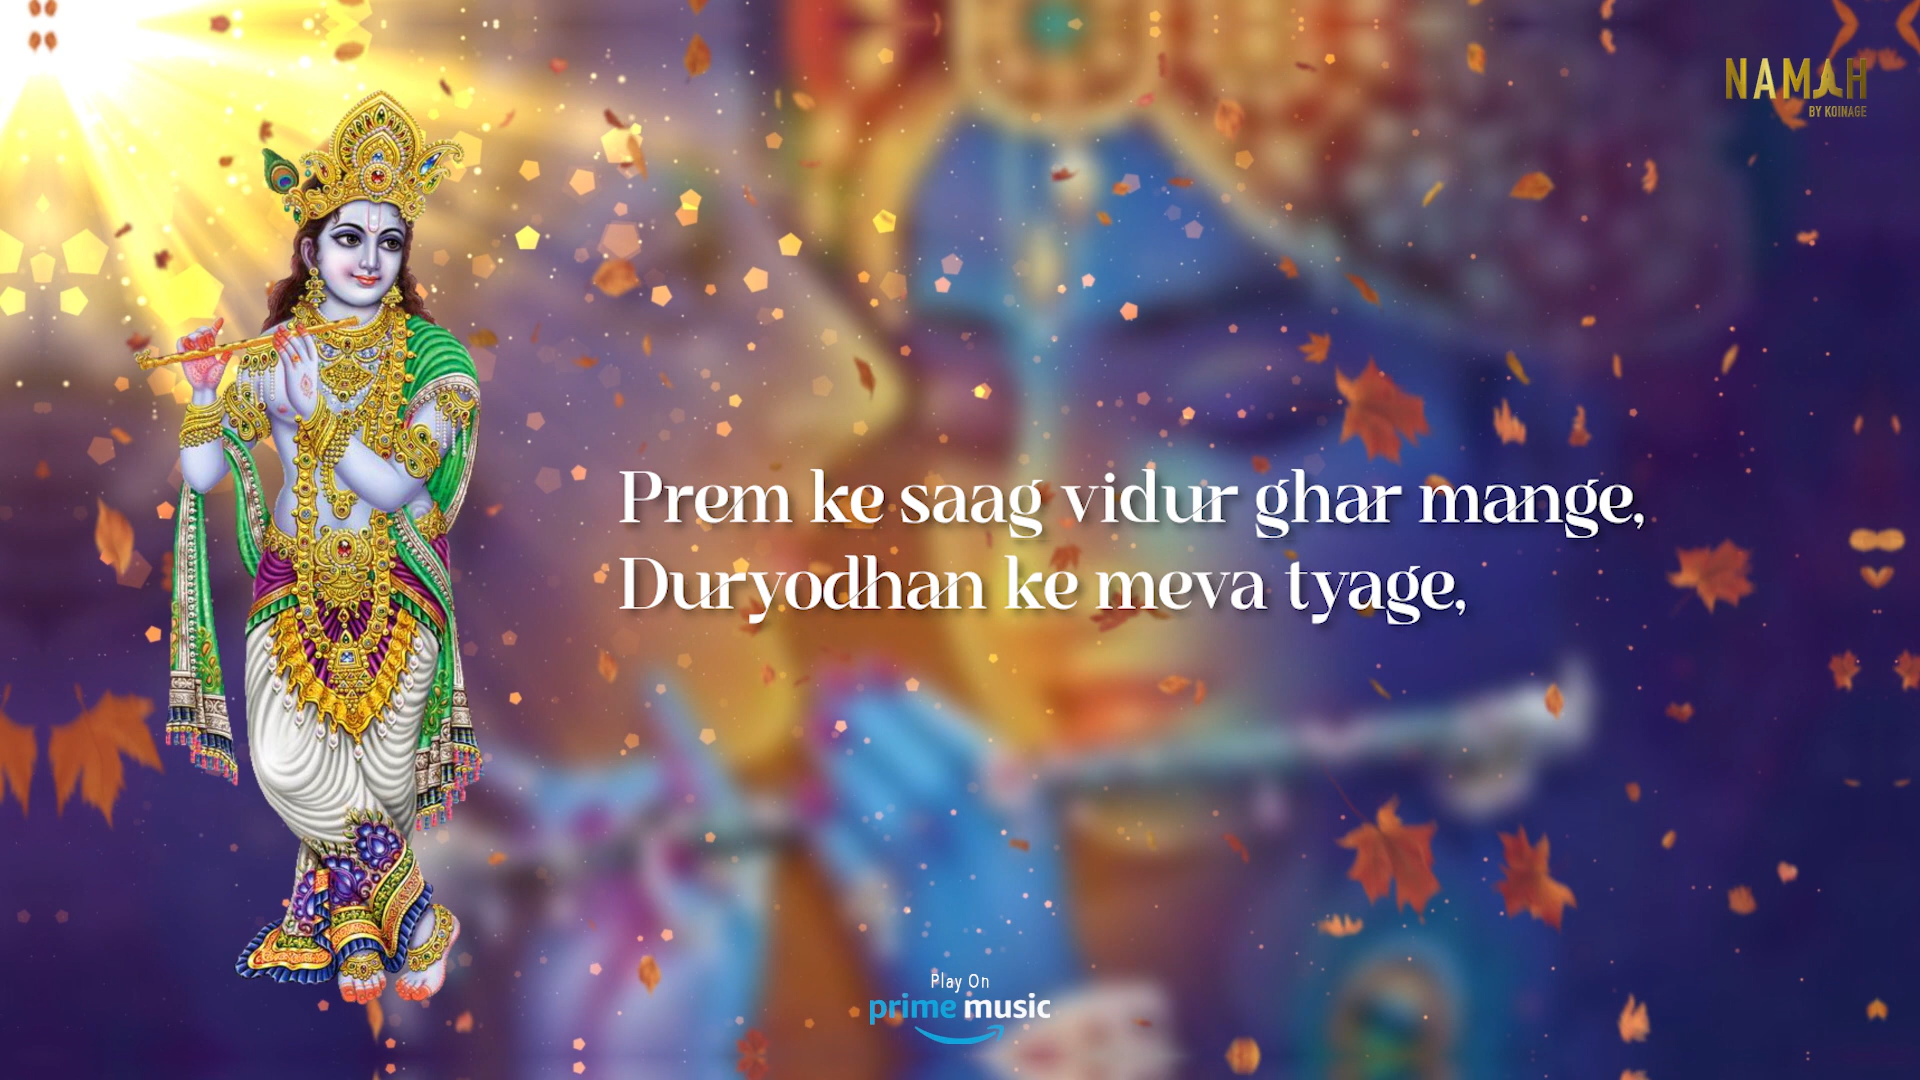 NAMAH
BY KOINAGE
Prem ke saag vidur ghar mange,
Duryodhan ke meva tyage,
Play On
prime music